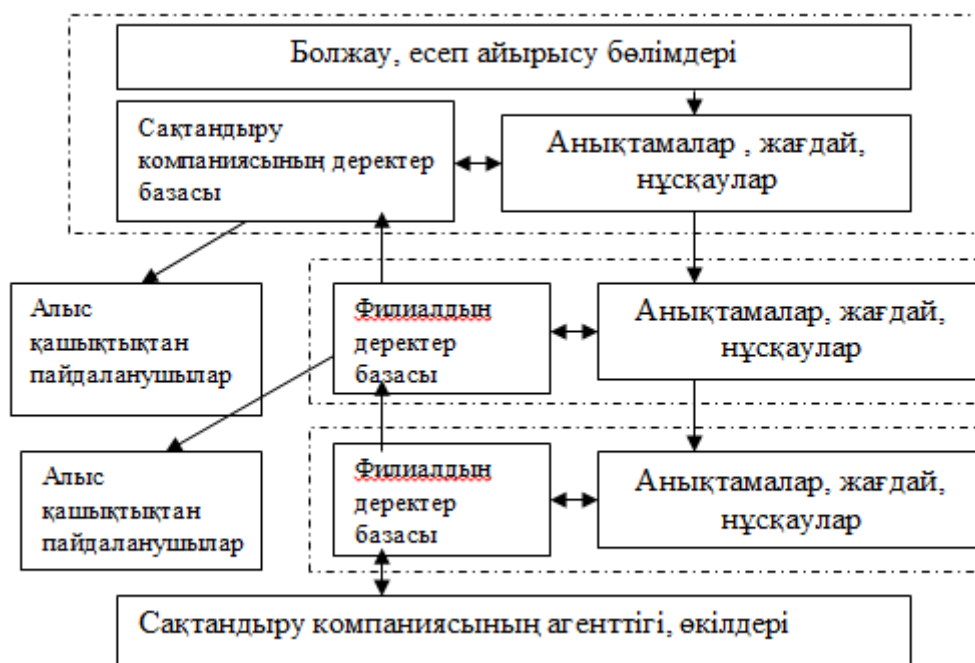 Болжау, есеп айырысу бөлімдері
Сақтандыру
компаниясының деректер
базасы
Анықтамалар , жағдай,
нұсқаулар
Алыс
қашықтықтан
пайдаланушылар
Филиалдың
деректер
базасы
Анықтамалар, жағдай,
нұсқаулар
Алыс
қашықтықтан
пайдаланушылар
Филиалдың
деректер
базасы
Анықтамалар, жағдай,
нұсқаулар
Сақтандыру компаниясының агенттігі, өкілдері